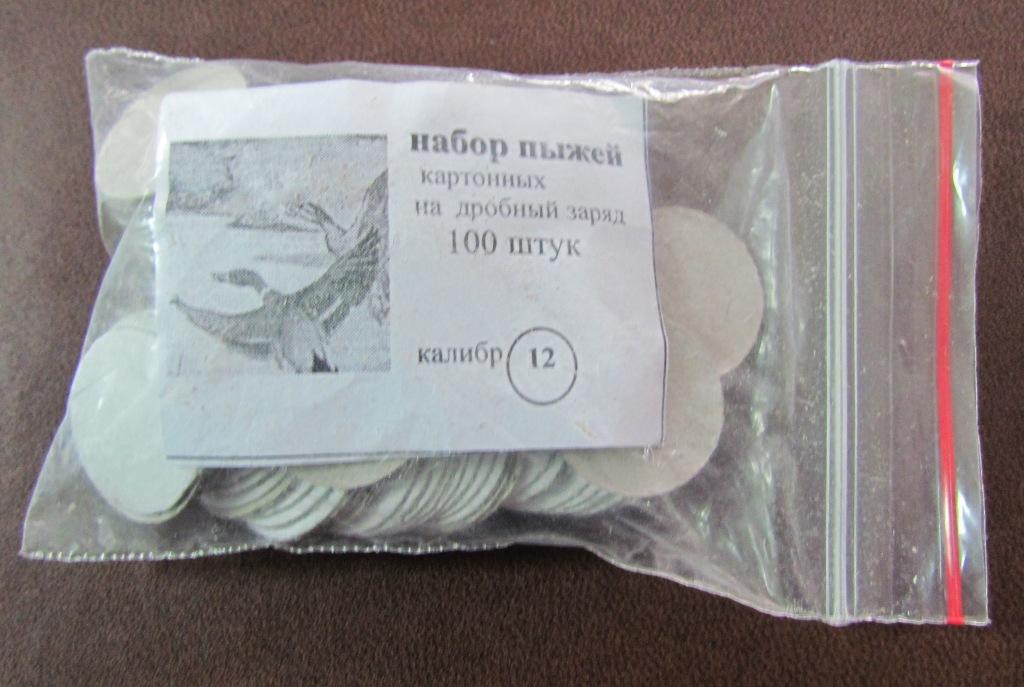 набор пыжей
картонных
на дробный заряд
100 штук
калибр 12